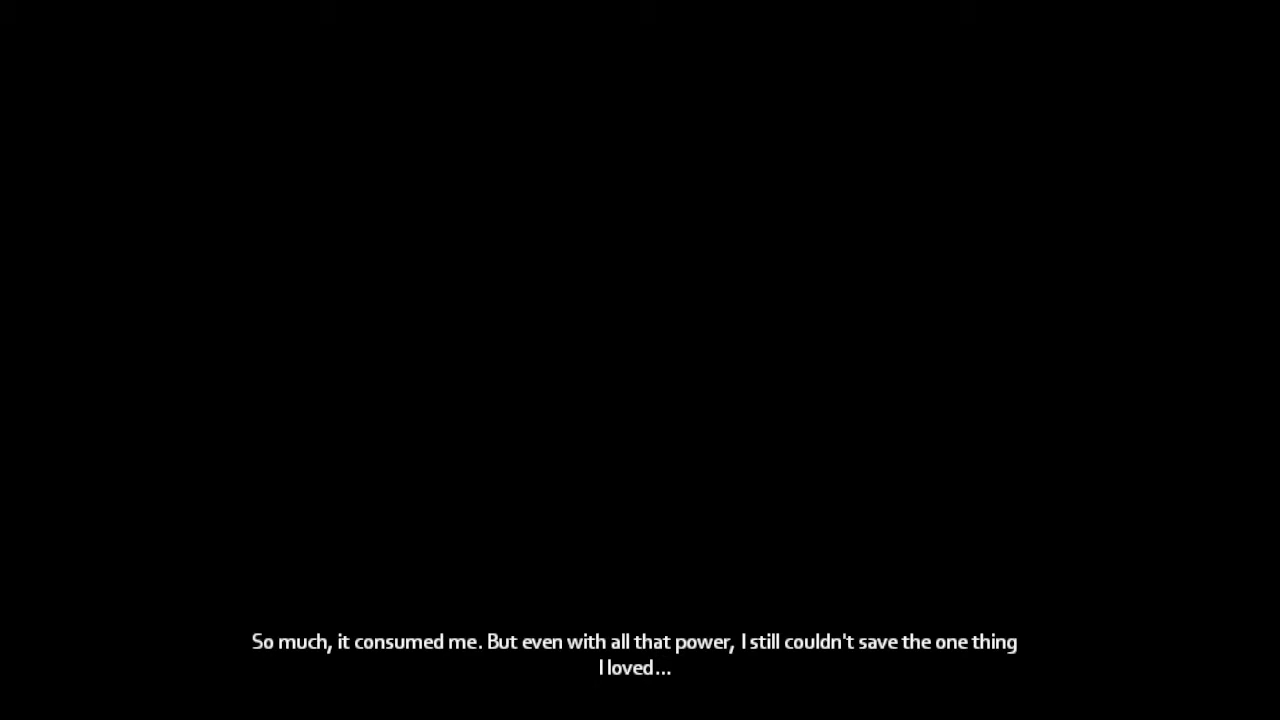 So much, it consumed me. But even with all that power, I still couldn't save the one thing
I loved...